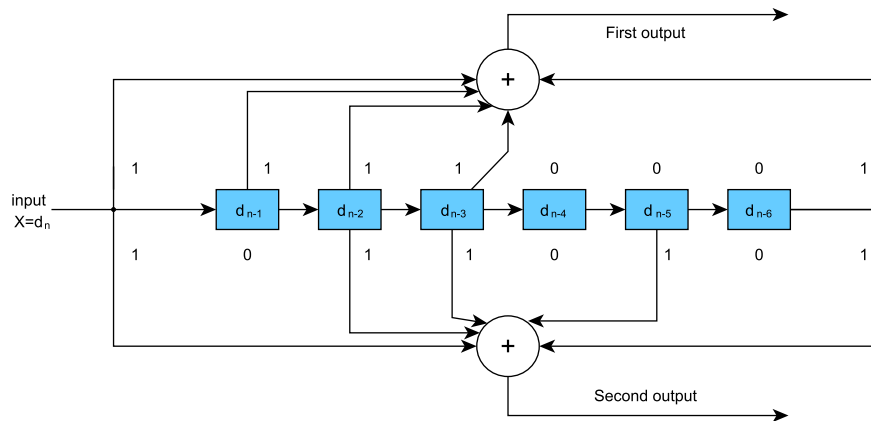 First output
+
1 1 1 1 0 0 0 1
input
X=dn
dn-1 dn-2 dn-3 dn-4 dn-5 dn-6
1 0 1 1 0 1 0 1
+
Second output